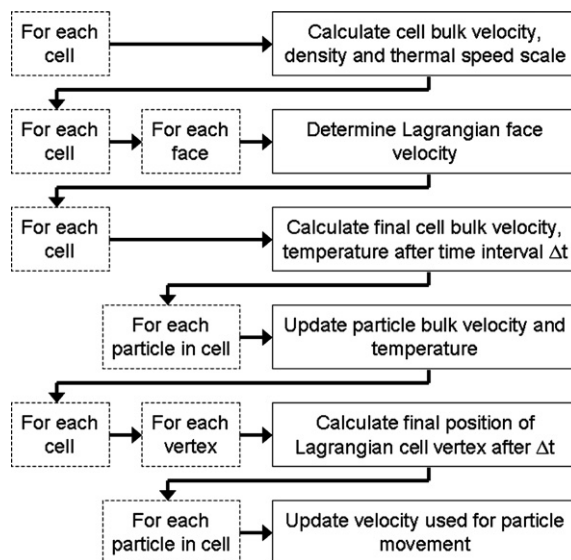 For each
cell
Calculate cell bulk velocity,
density and thermal speed scale
For each
cell
For each
face
Determine Lagrangian face
velocity
For each
cell
Calculate final cell bulk velocity,
temperature after time interval Δt
For each
particle in cell
Update particle bulk velocity and
temperature
For each
cell
For each
vertex
Calculate final position of
Lagrangian cell vertex after Δt
For each
particle in cell
Update velocity used for particle
movement